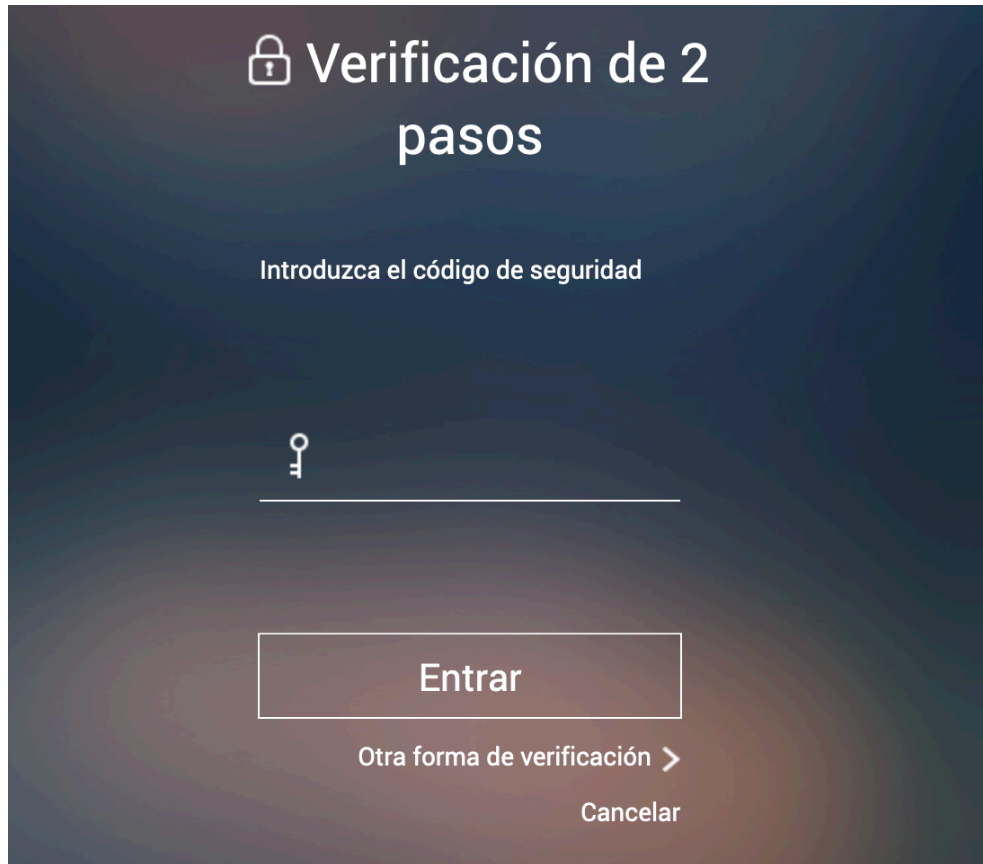 Verificación de 2
pasos
Introduzca el código de seguridad
Entrar
Otra forma de verificación
Cancelar